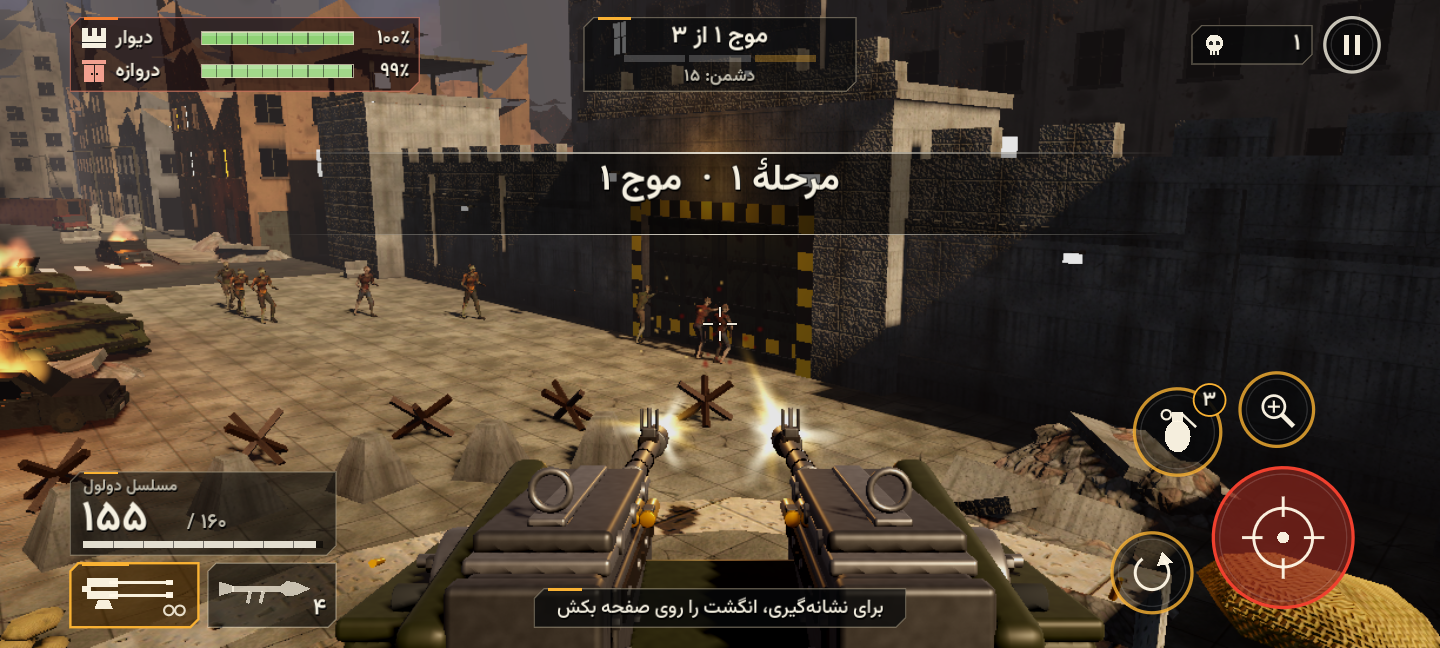 دیوار ۱۰۰٪
دروازه ۹۹٪
موج ۱ از ۳
دشمن: ۱۵
۱
مرحلهٔ ۱ · موج ۱
۳
مسلسل دولول
۱۵۵ / ۱۶۰
∞
۴
برای نشانه‌گیری، انگشت را روی صفحه بکش